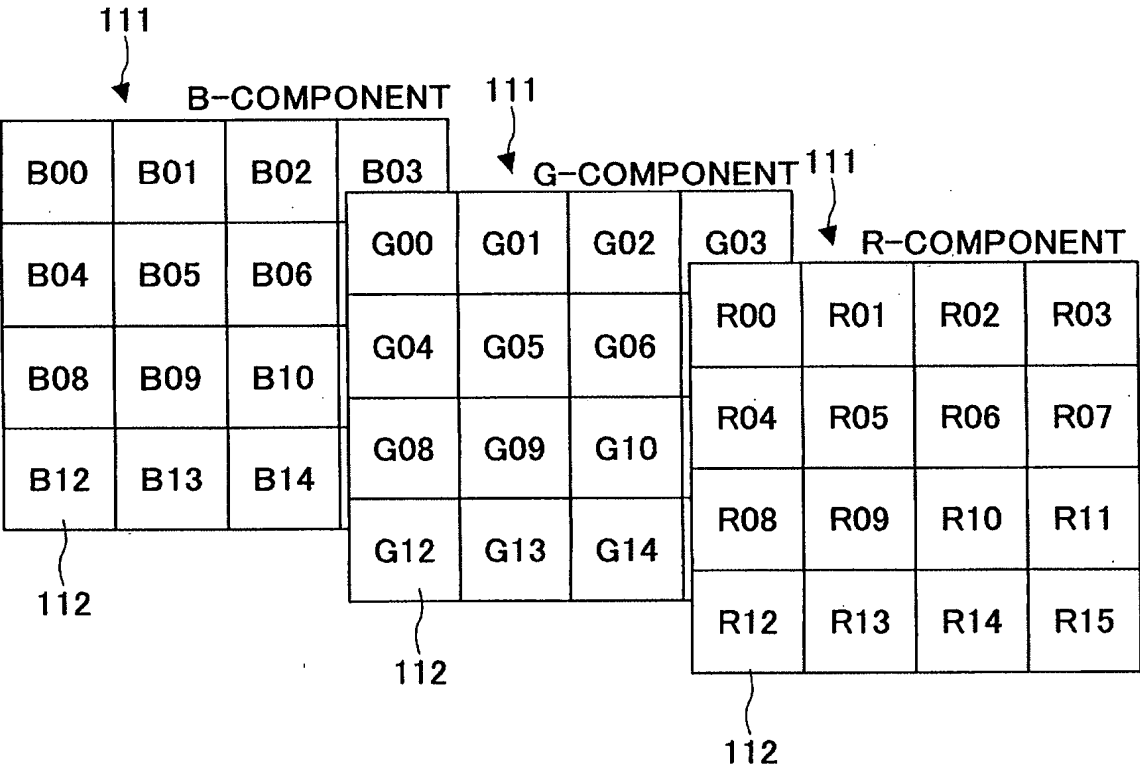 111
B-COMPONENT
111
B00 B01 B02 B03
G-COMPONENT
111
G00 G01 G02 G03
R-COMPONENT
B04 B05 B06
R00 R01 R02 R03
G04 G05 G06
B08 B09 B10
R04 R05 R06 R07
G08 G09 G10
B12 B13 B14
R08 R09 R10 R11
G12 G13 G14
112
R12 R13 R14 R15
112
112